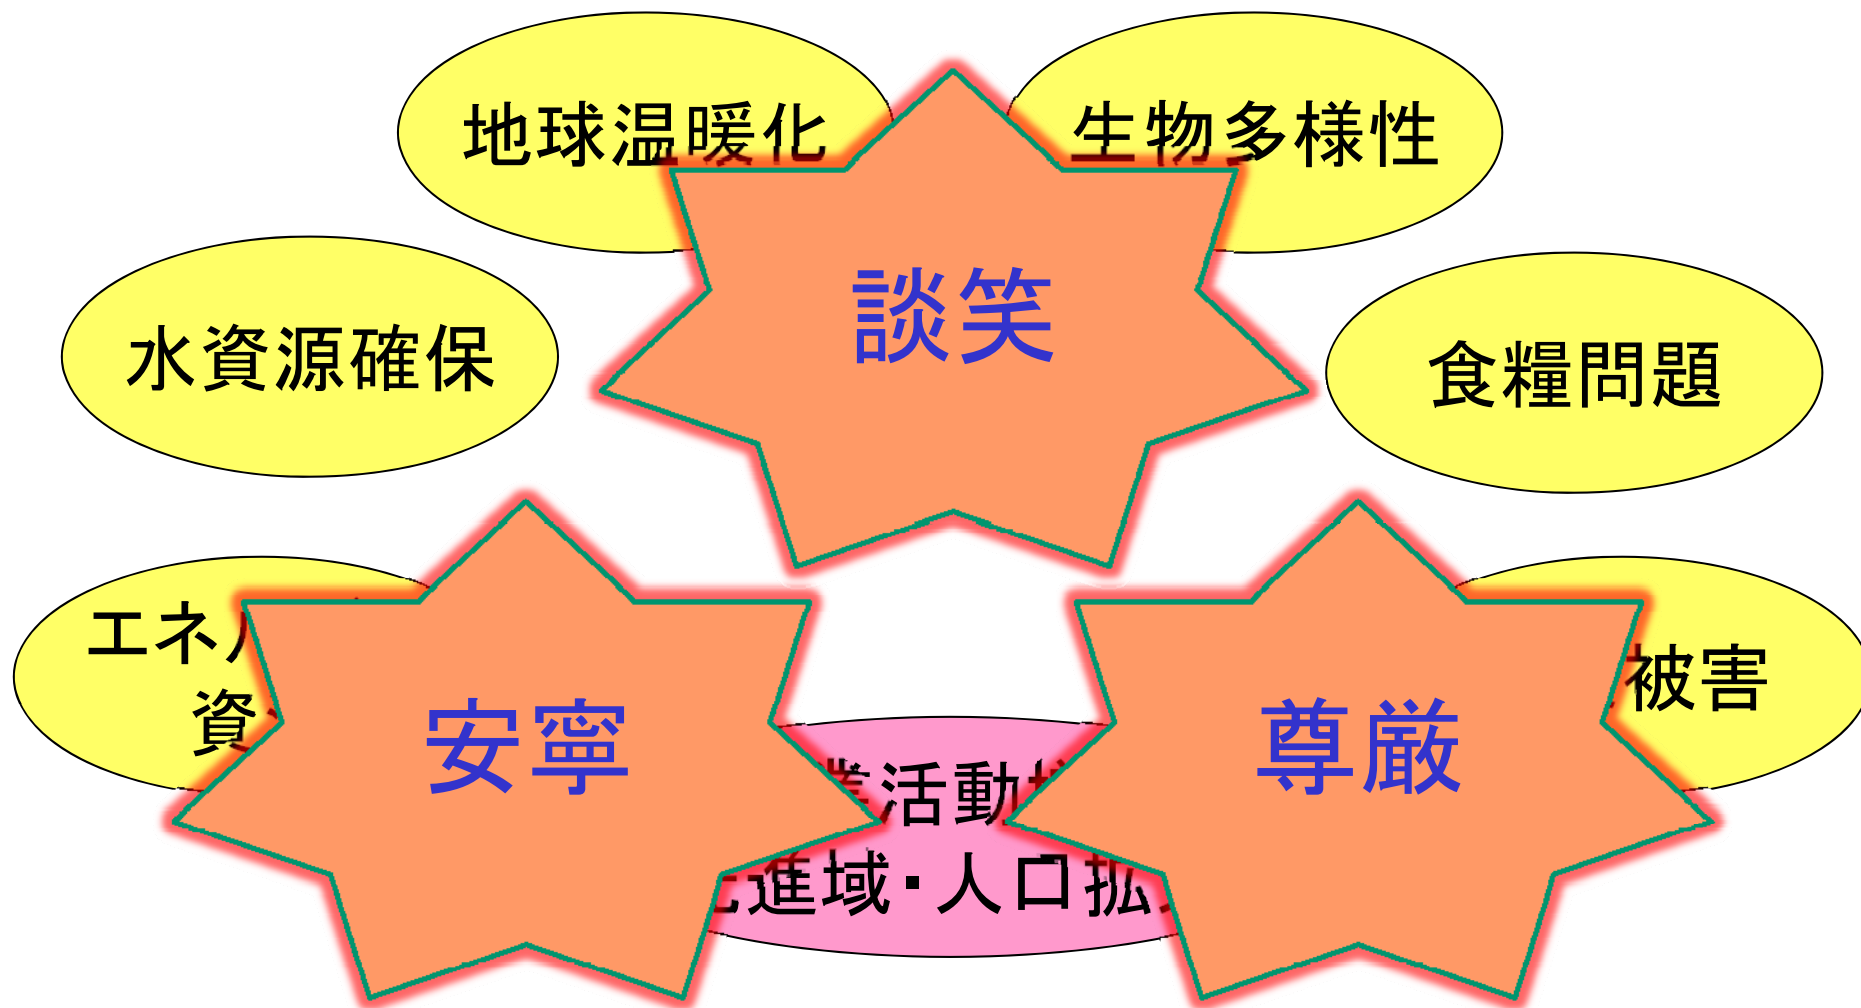 地球温暖化
生物多様性
談笑
水資源確保
食糧問題
エネ
資
被害
安寧
尊厳
業活動
進域・人口拡